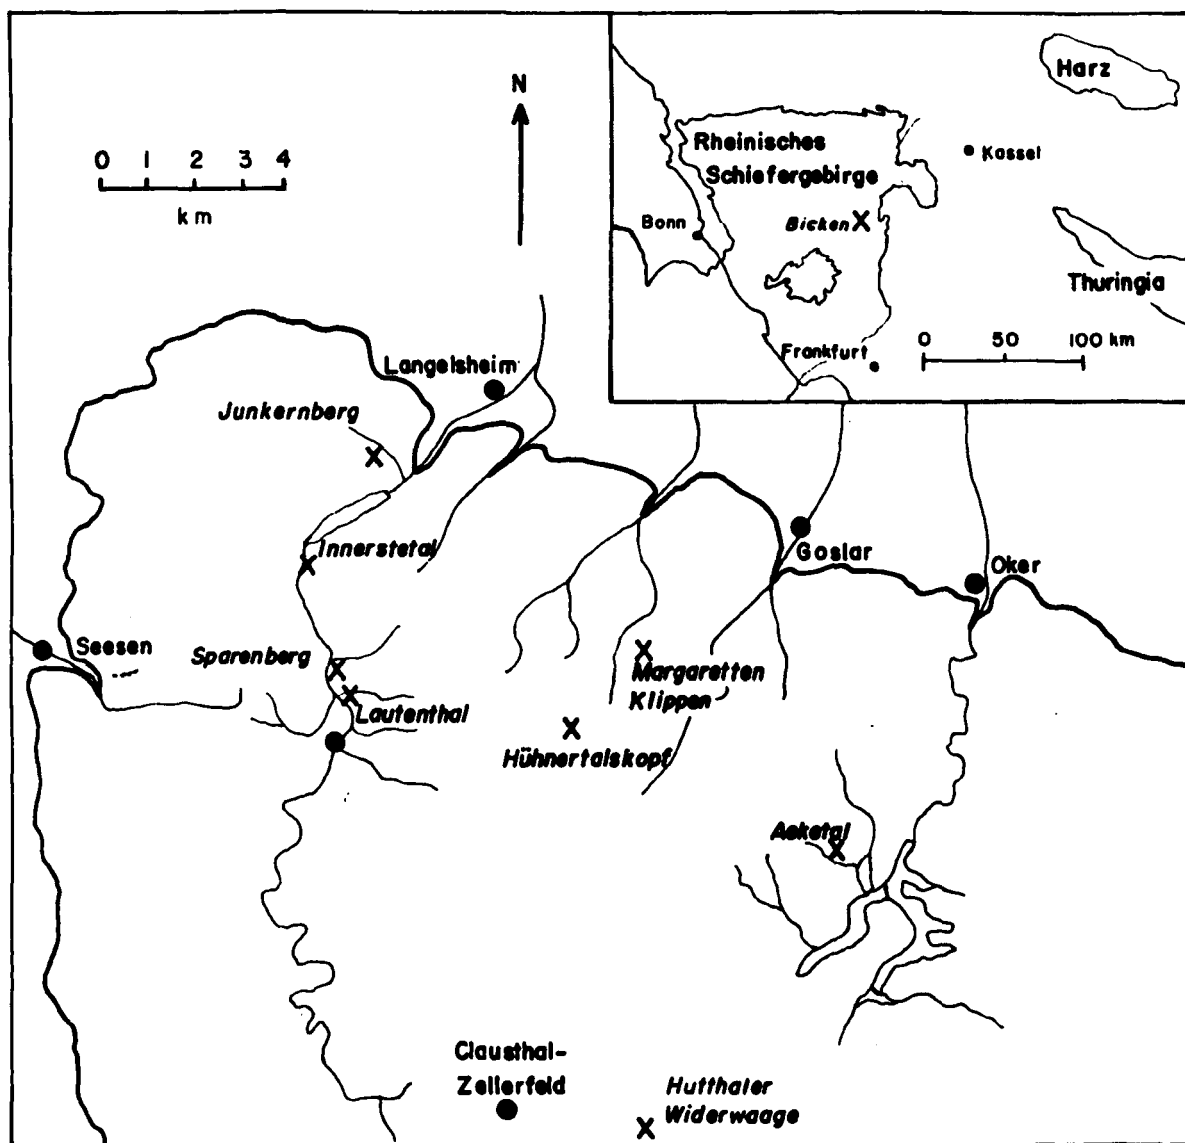 N
0 1 2 3 4
km
Harz
Rheinisches
Schiefergebirge
Kassel
Bicken X
Bonn
Thuringia
0 50 100 km
Frankfurt
Langelsheim
Junkernberg
X
Innerstetal
X
Goslar
Oker
Seesen
Sparenberg X
X
Margaretten
Klippen
X
Lautenthal
X
Hühnertalskopf
Aeketal
X
Clausthal-
Zellerfeld
Hutthaler
Widerwaage
X